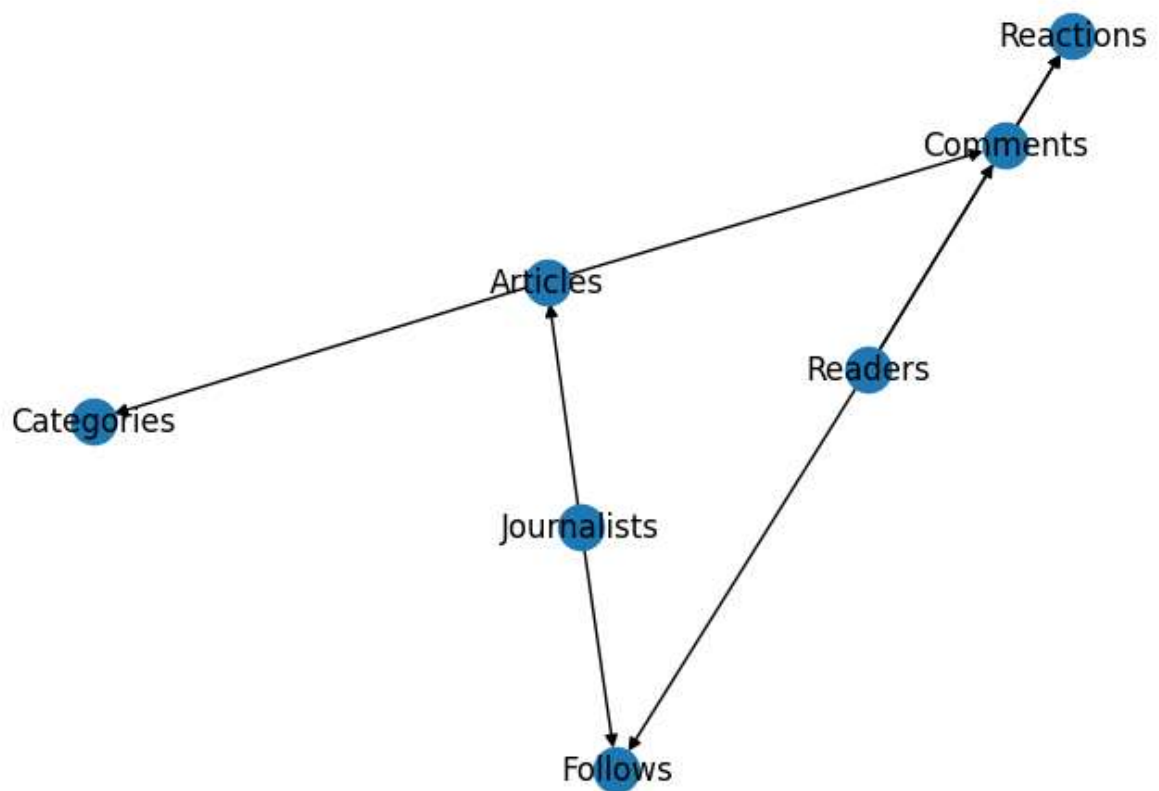 Reactions
Comments
Articles
Readers
Categories
Journalists
Follows